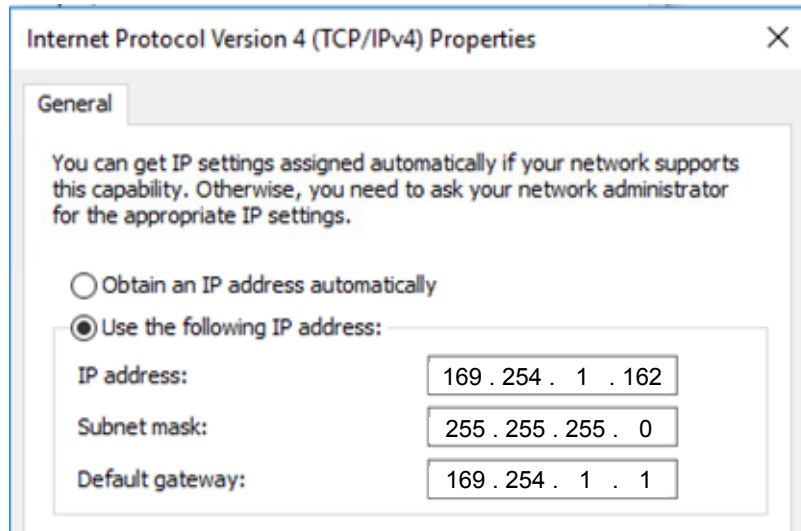 Internet Protocol Version 4 (TCP/IPv4) Properties
General
You can get IP settings assigned automatically if your network supports
this capability. Otherwise, you need to ask your network administrator
for the appropriate IP settings.
Obtain an IP address automatically
Use the following IP address:
IP address: 169 . 254 . 1 . 162
Subnet mask: 255 . 255 . 255 . 0
Default gateway: 169 . 254 . 1 . 1